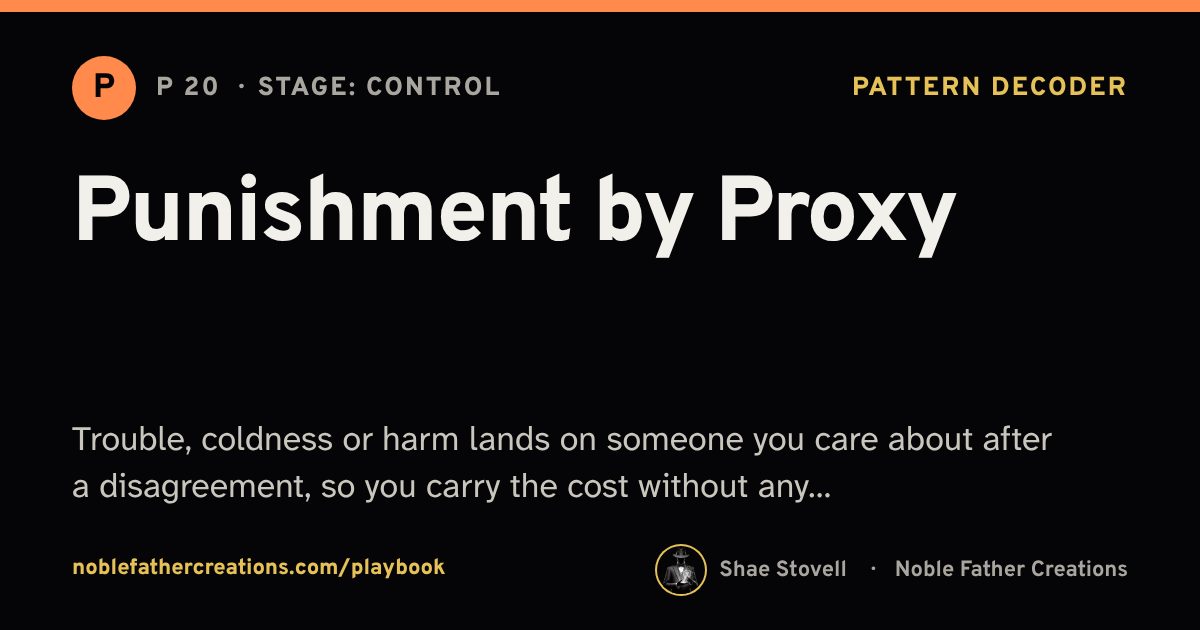 P
P 20 · STAGE: CONTROL
PATTERN DECODER
Punishment by Proxy
Trouble, coldness or harm lands on someone you care about after
a disagreement, so you carry the cost without any...
noblefathercreations.com/playbook
Shae Stovell · Noble Father Creations